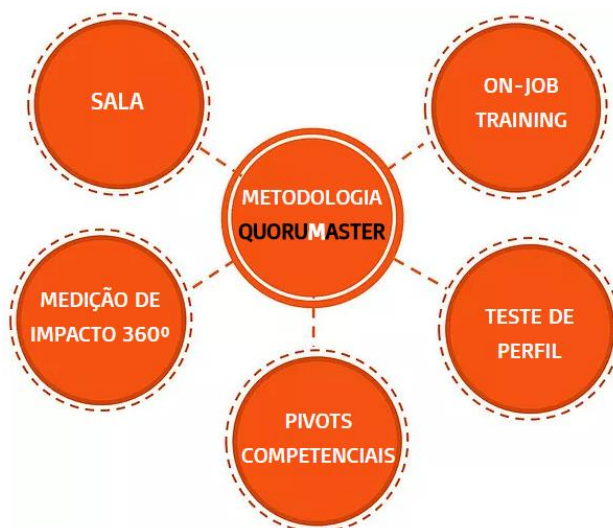 SALA
ON-JOB
TRAINING
METODOLOGIA
QUORUMASTER
MEDIÇÃO DE
IMPACTO 360º
TESTE DE
PERFIL
PIVOTS
COMPETENCIAIS